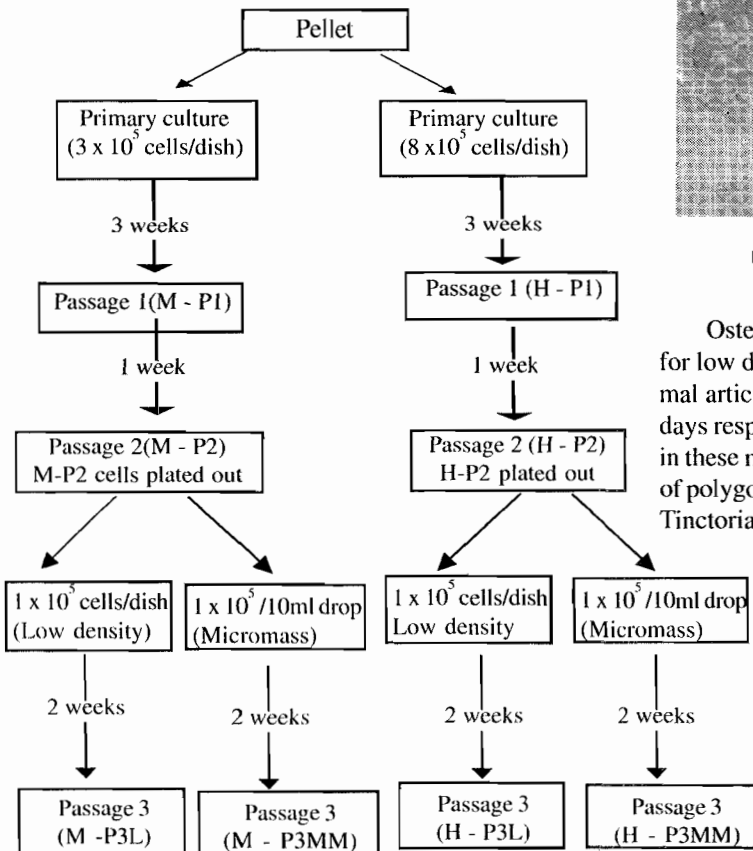 Pellet
Primary culture
(3 x 10⁵ cells/dish)
Primary culture
(8 x10⁵ cells/dish)
3 weeks
3 weeks
Passage 1(M - P1)
Passage 1 (H - P1)
1 week
1 week
Passage 2(M - P2)
M-P2 cells plated out
Passage 2 (H - P2)
H-P2 plated out
1 x 10⁵ cells/dish
(Low density)
1 x 10⁵ /10ml drop
(Micromass)
1 x 10⁵ cells/dish
Low density
1 x 10⁵ /10ml drop
(Micromass)
2 weeks
2 weeks
2 weeks
2 weeks
Passage 3
(M -P3L)
Passage 3
(M - P3MM)
Passage 3
(H - P3L)
Passage 3
(H - P3MM)
Oste
for low d
mal artic
days resp
in these
of polygo
Tinctoria